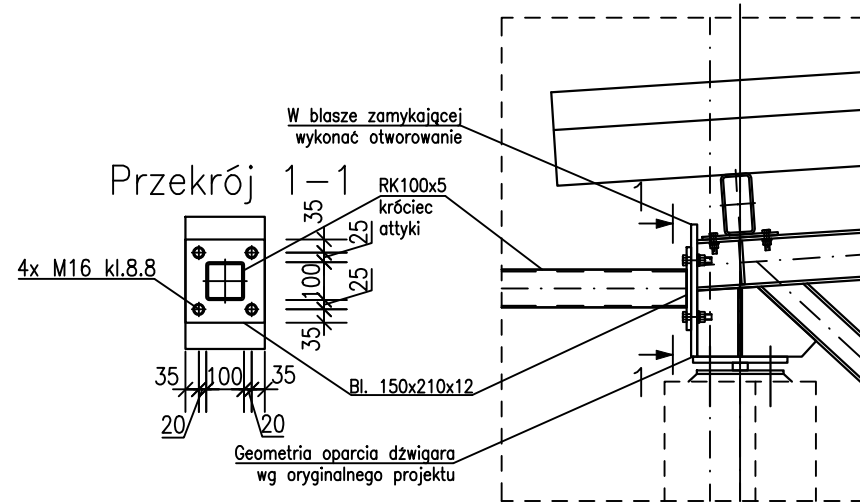 W blasze zamykającej
wykonać otworowanie
Przekrój 1-1
RK100x5
króciec
attyki
1
35
25
4x M16 kl.8.8
100
25
35
35
100
35
Bl. 150x210x12
1
20
20
Geometria oparcia dźwigara
wg oryginalnego projektu